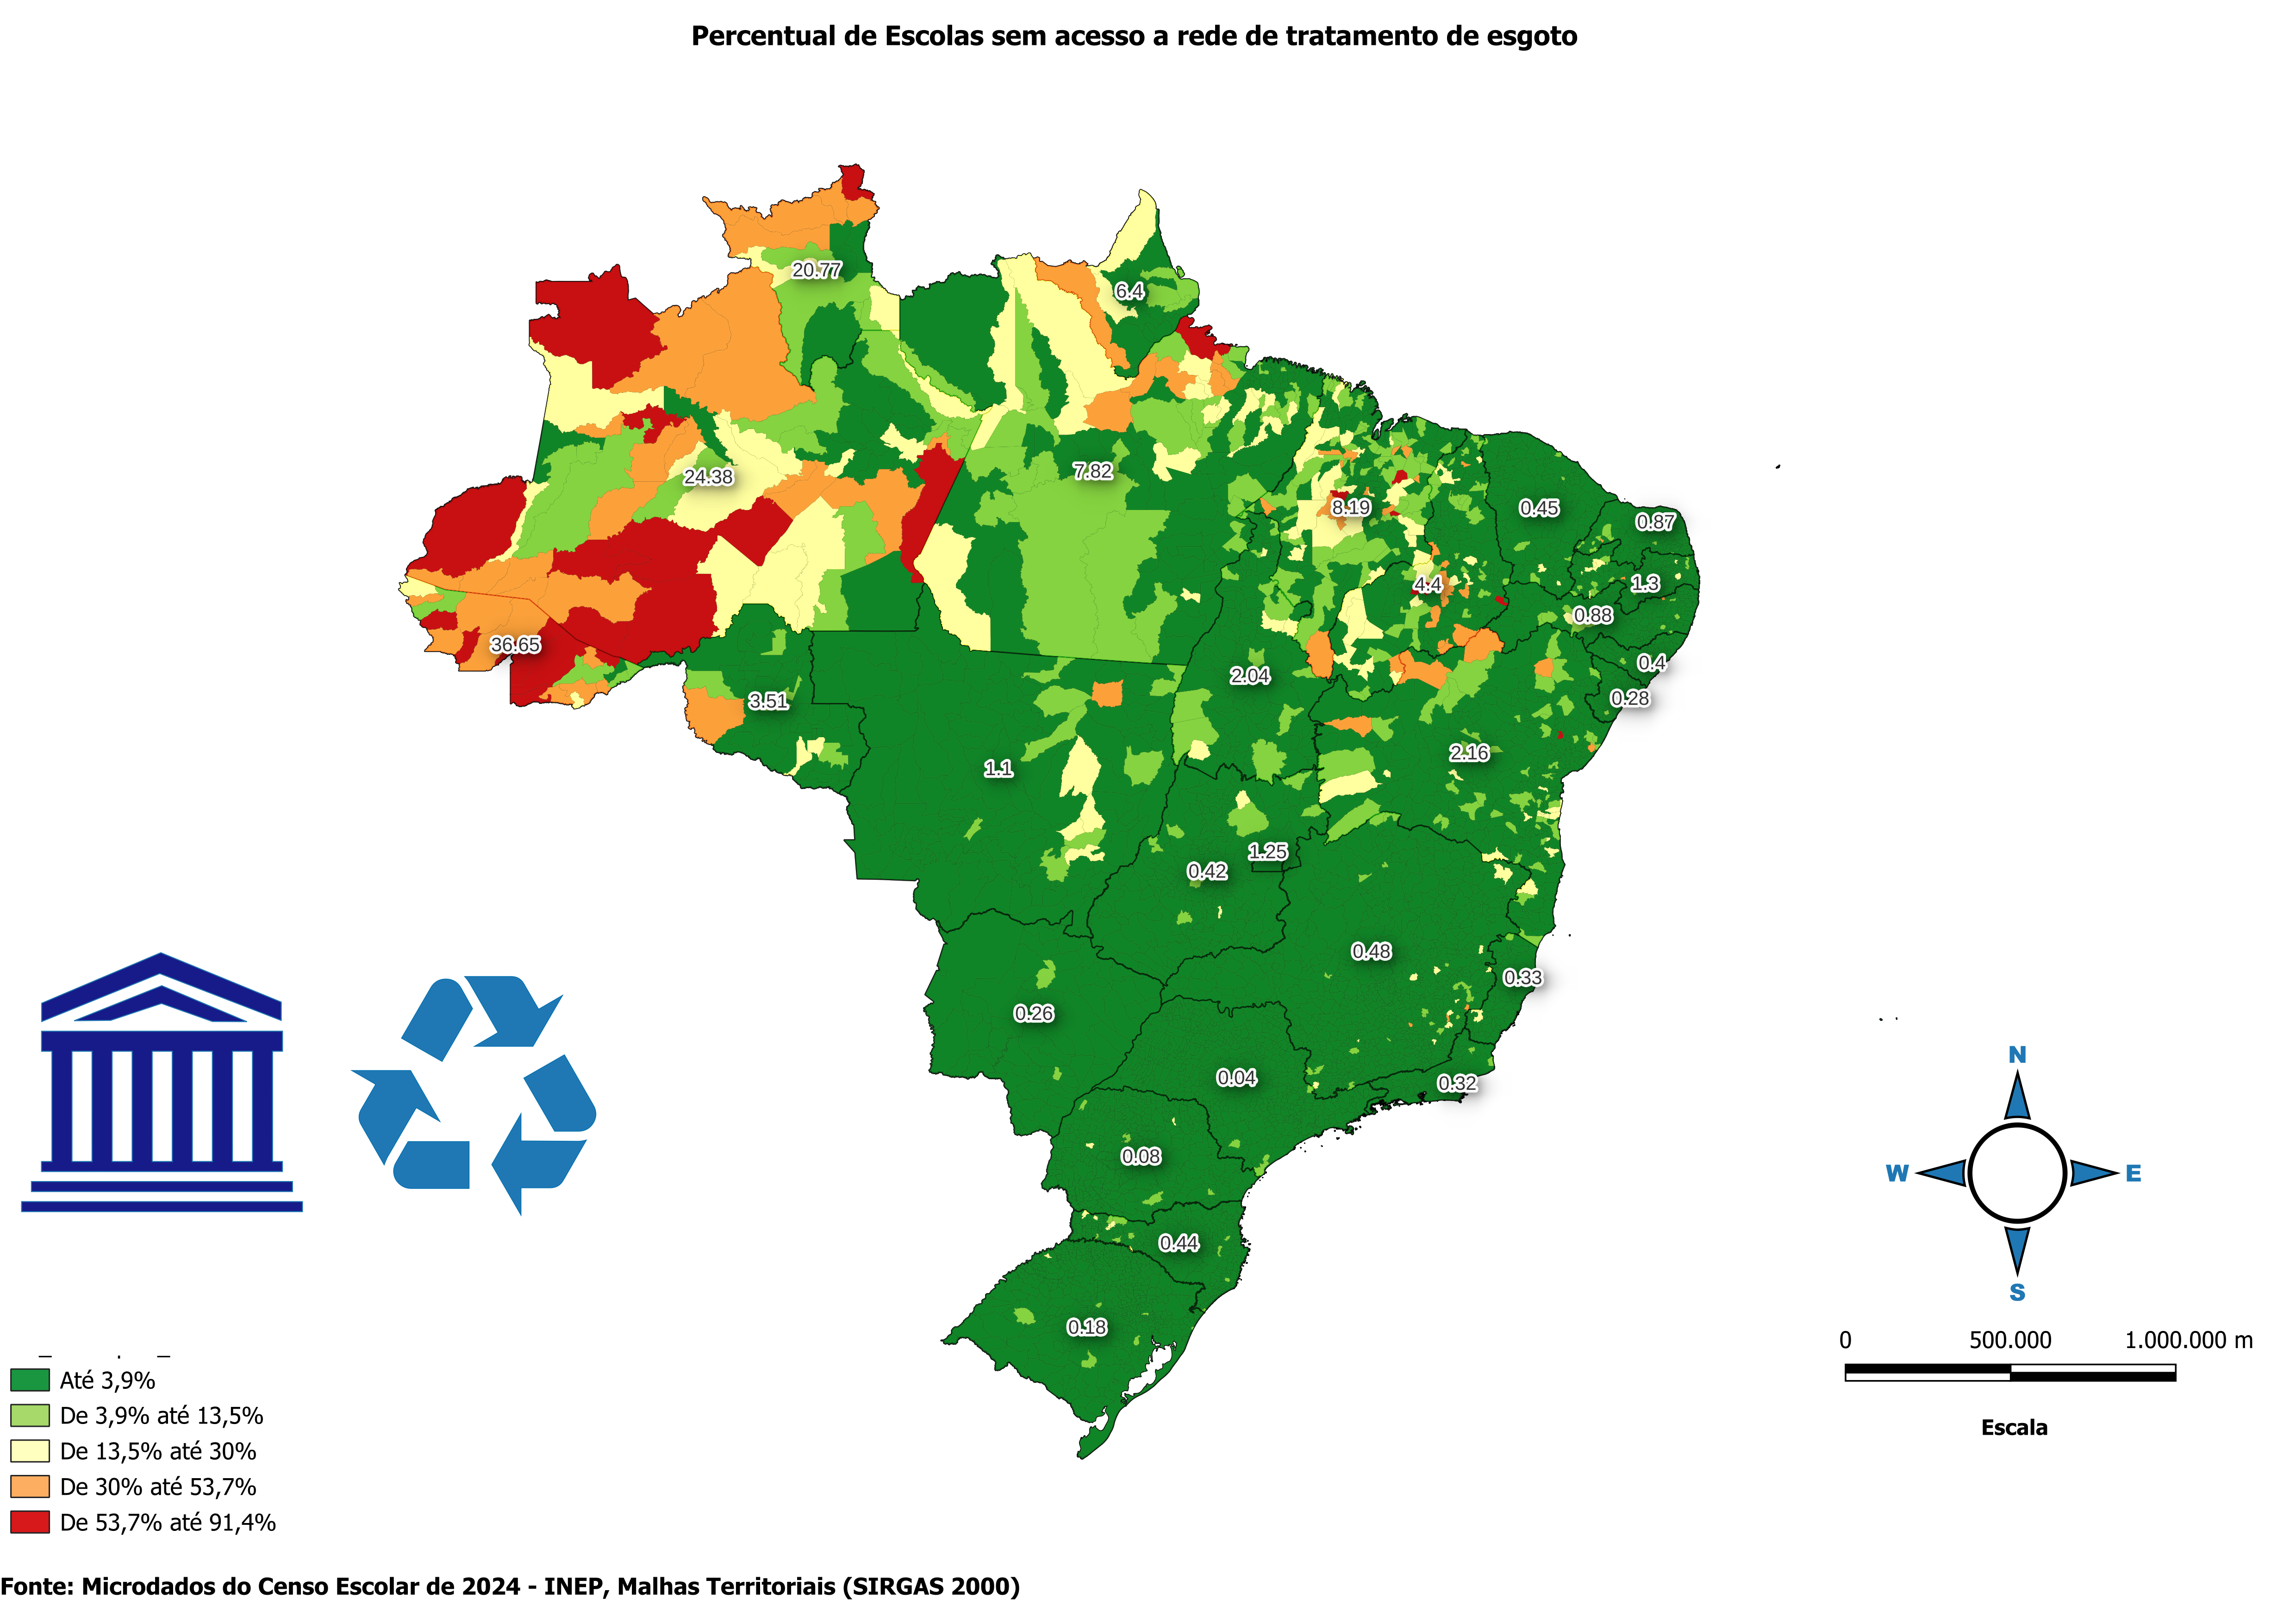 Percentual de Escolas sem acesso a rede de tratamento de esgoto
20.77
6.4
24.38
7.82
8.19
0.45
0.87
4.4
1.3
0.88
36.65
0.4
2.04
0.28
3.51
2.16
1.1
1.25
0.42
0.48
0.33
0.26
0.04
0.32
0.08
0.44
0.18
N
W
E
S
0 500.000 1.000.000 m
Escala
Até 3,9%
De 3,9% até 13,5%
De 13,5% até 30%
De 30% até 53,7%
De 53,7% até 91,4%
Fonte: Microdados do Censo Escolar de 2024 - INEP, Malhas Territoriais (SIRGAS 2000)